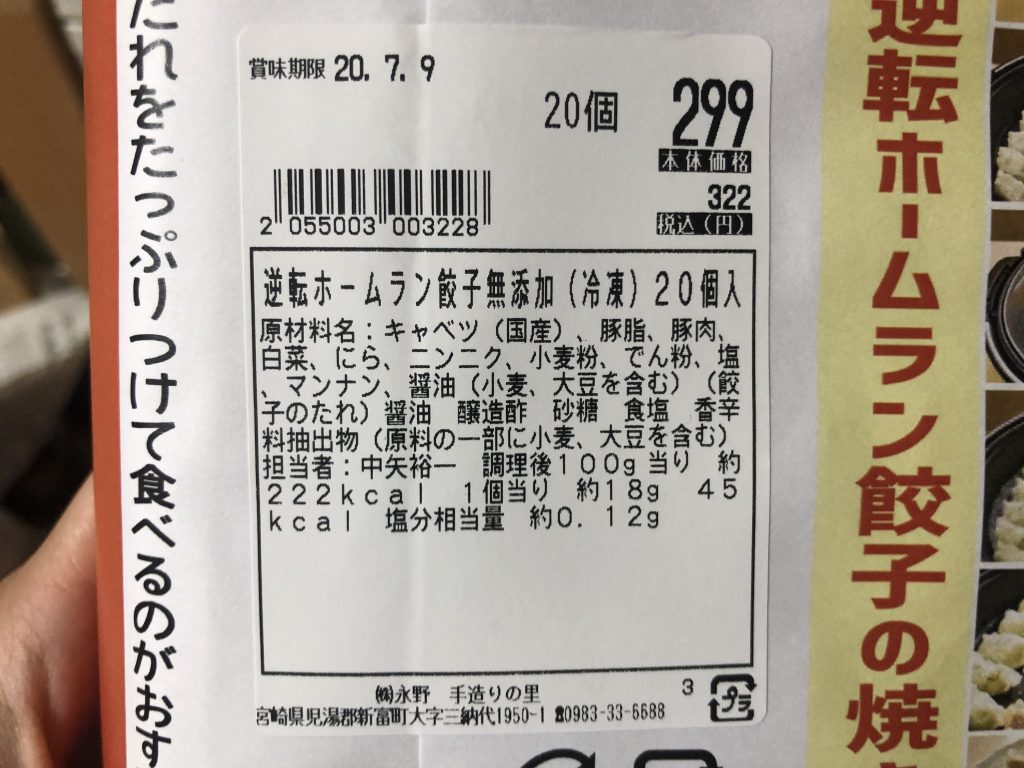 たれをたっぷりつけて食べるのがおす
賞味期限 20. 7. 9
20個 299
本体価格
322
税込(円)
2 055003 003228
逆転ホームラン餃子無添加(冷凍)20個入
原材料名:キャベツ(国産)、豚脂、豚肉、
白菜、にら、ニンニク、小麦粉、でん粉、塩
、マンナン、醤油(小麦、大豆を含む)(餃
子のたれ)醤油 醸造酢 砂糖 食塩 香辛
料抽出物(原料の一部に小麦、大豆を含む)
担当者:中矢裕一 調理後100g当り 約
222kcal 1個当り 約18g 45
kcal 塩分相当量 約0.12g
㈱永野 手造りの里 3
プラ
宮崎県児湯郡新富町大字三納代1950-1 ☎0983-33-6688
逆転ホームラン餃子の焼